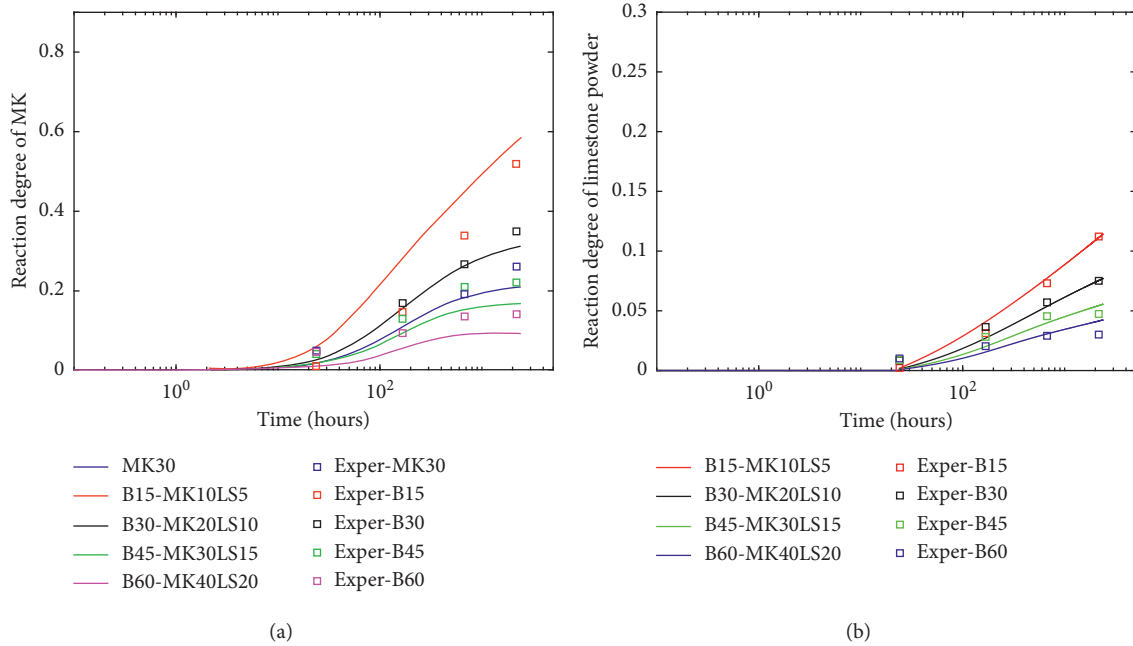 0.8
0.6
0.4
0.2
0
Reaction degree of MK
10^0
10^2
Time (hours)
MK30
B15-MK10LS5
B30-MK20LS10
B45-MK30LS15
B60-MK40LS20
Exper-MK30
Exper-B15
Exper-B30
Exper-B45
Exper-B60
(a)
0.3
0.25
0.2
0.15
0.1
0.05
0
Reaction degree of limestone powder
10^0
10^2
Time (hours)
B15-MK10LS5
B30-MK20LS10
B45-MK30LS15
B60-MK40LS20
Exper-B15
Exper-B30
Exper-B45
Exper-B60
(b)